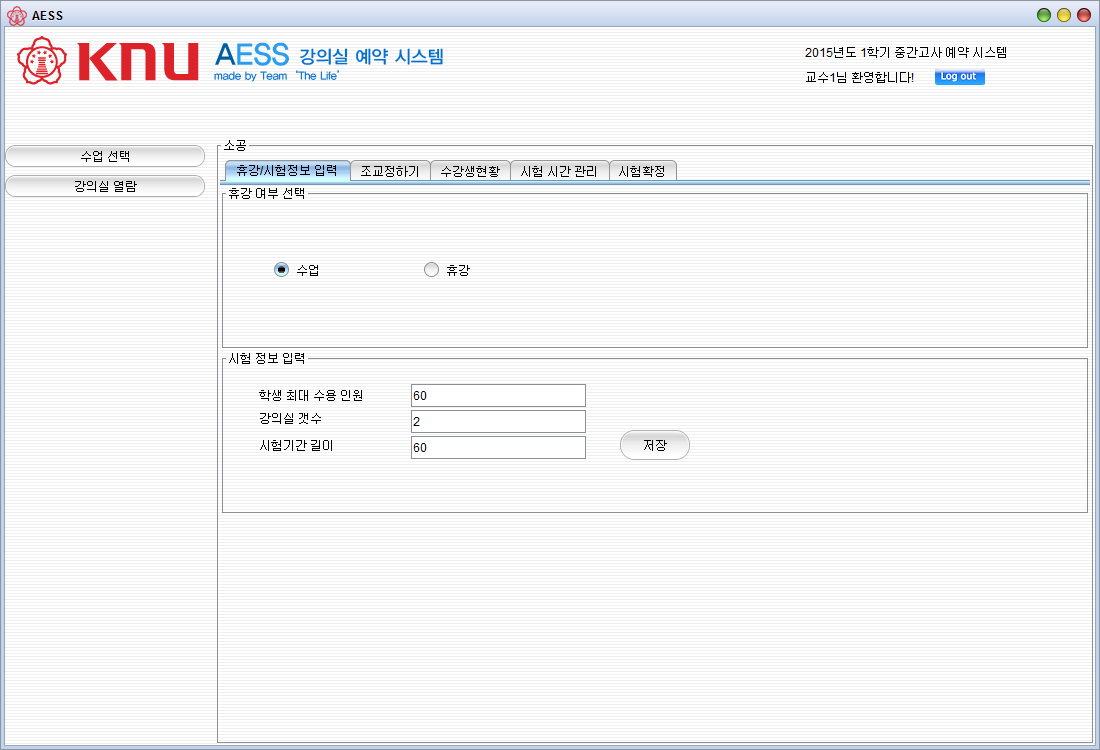 AESS
KNU
AESS 강의실 예약 시스템
made by Team 'The Life'
2015년도 1학기 중간고사 예약 시스템
교수1님 환영합니다!
Log out
수업 선택
강의실 열람
소공
휴강/시험정보 입력
조교정하기
수강생현황
시험 시간 관리
시험확정
휴강 여부 선택
수업
휴강
시험 정보 입력
학생 최대 수용 인원
60
강의실 갯수
2
시험기간 길이
60
저장